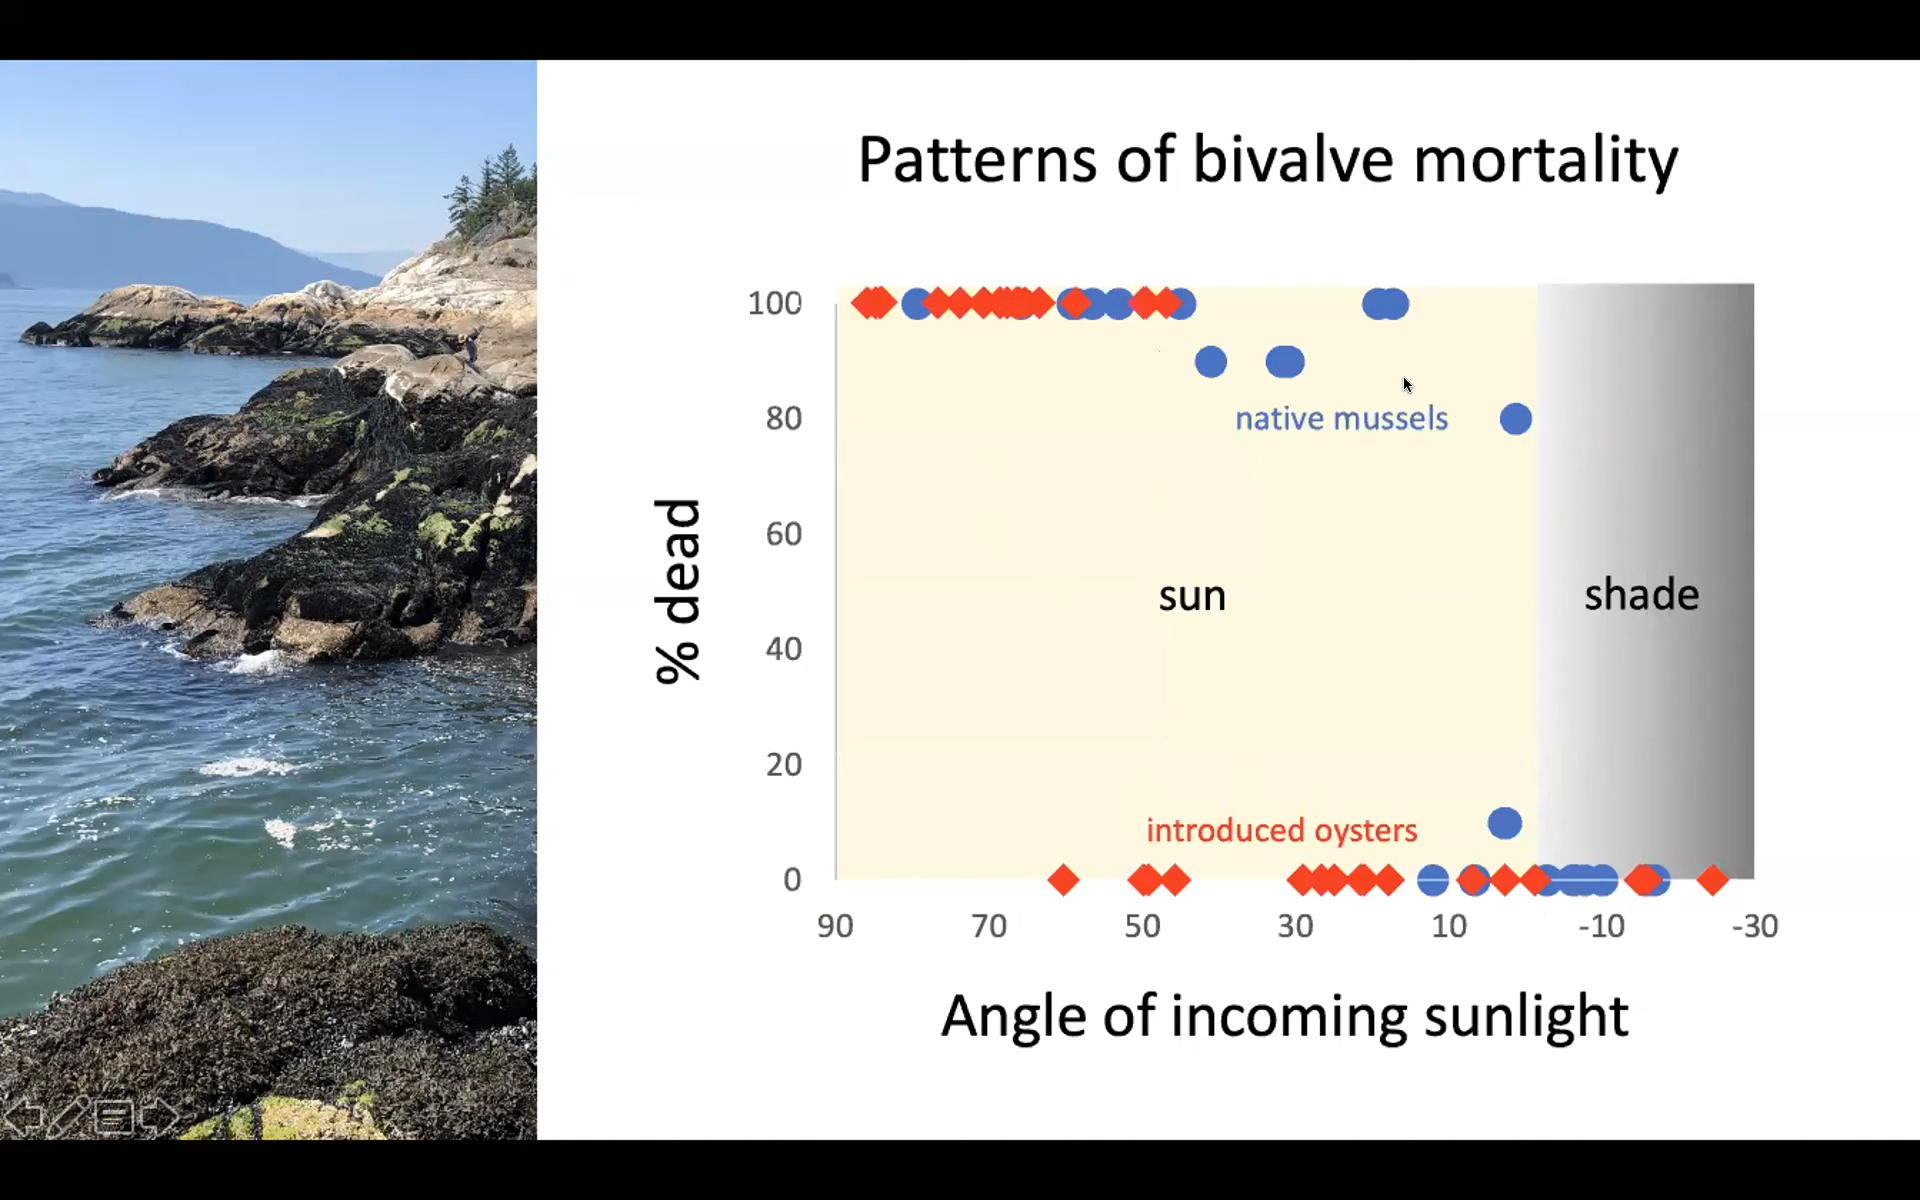 Patterns of bivalve mortality
100
80
60
40
20
0
% dead
native mussels
sun
shade
introduced oysters
90 70 50 30 10 -10 -30
Angle of incoming sunlight